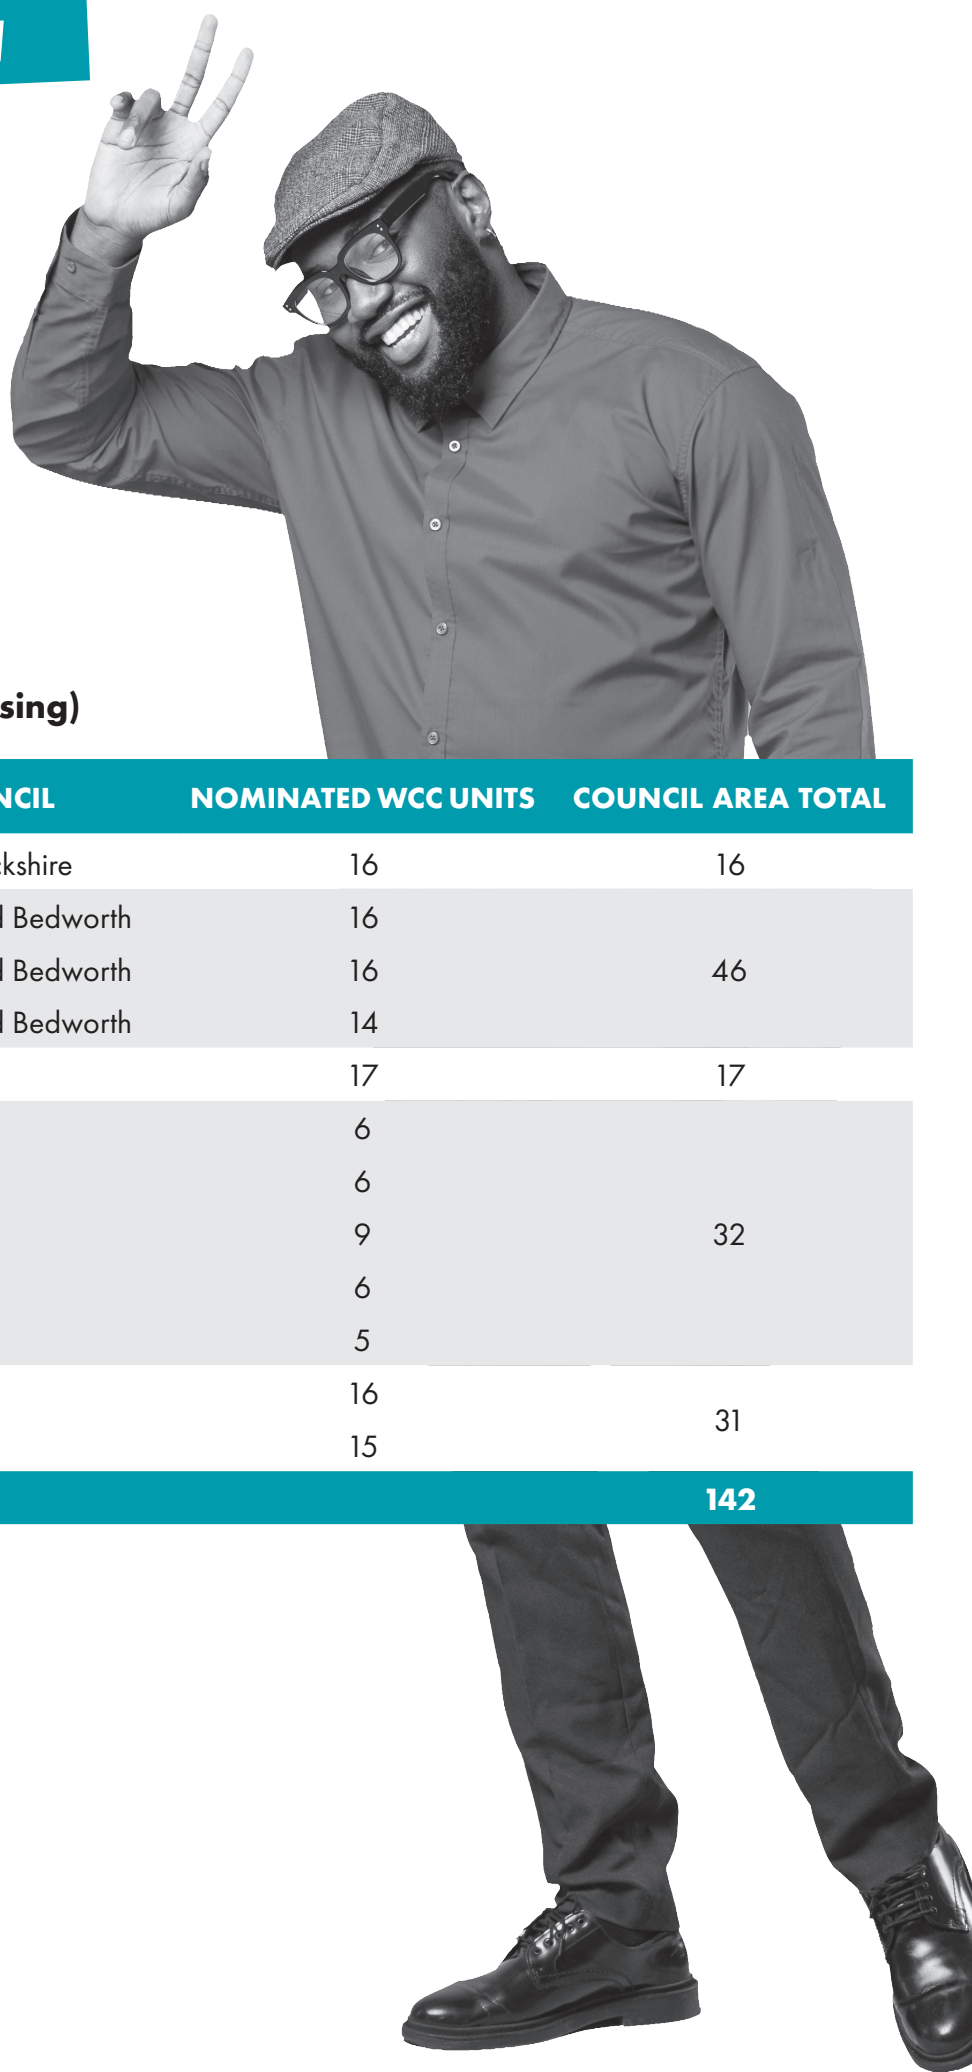 sing)
NCIL NOMINATED WCC UNITS COUNCIL AREA TOTAL
ckshire 16 16
d Bedworth 16
d Bedworth 16 46
d Bedworth 14
17 17
6
6
9 32
6
5
16
31
15
142